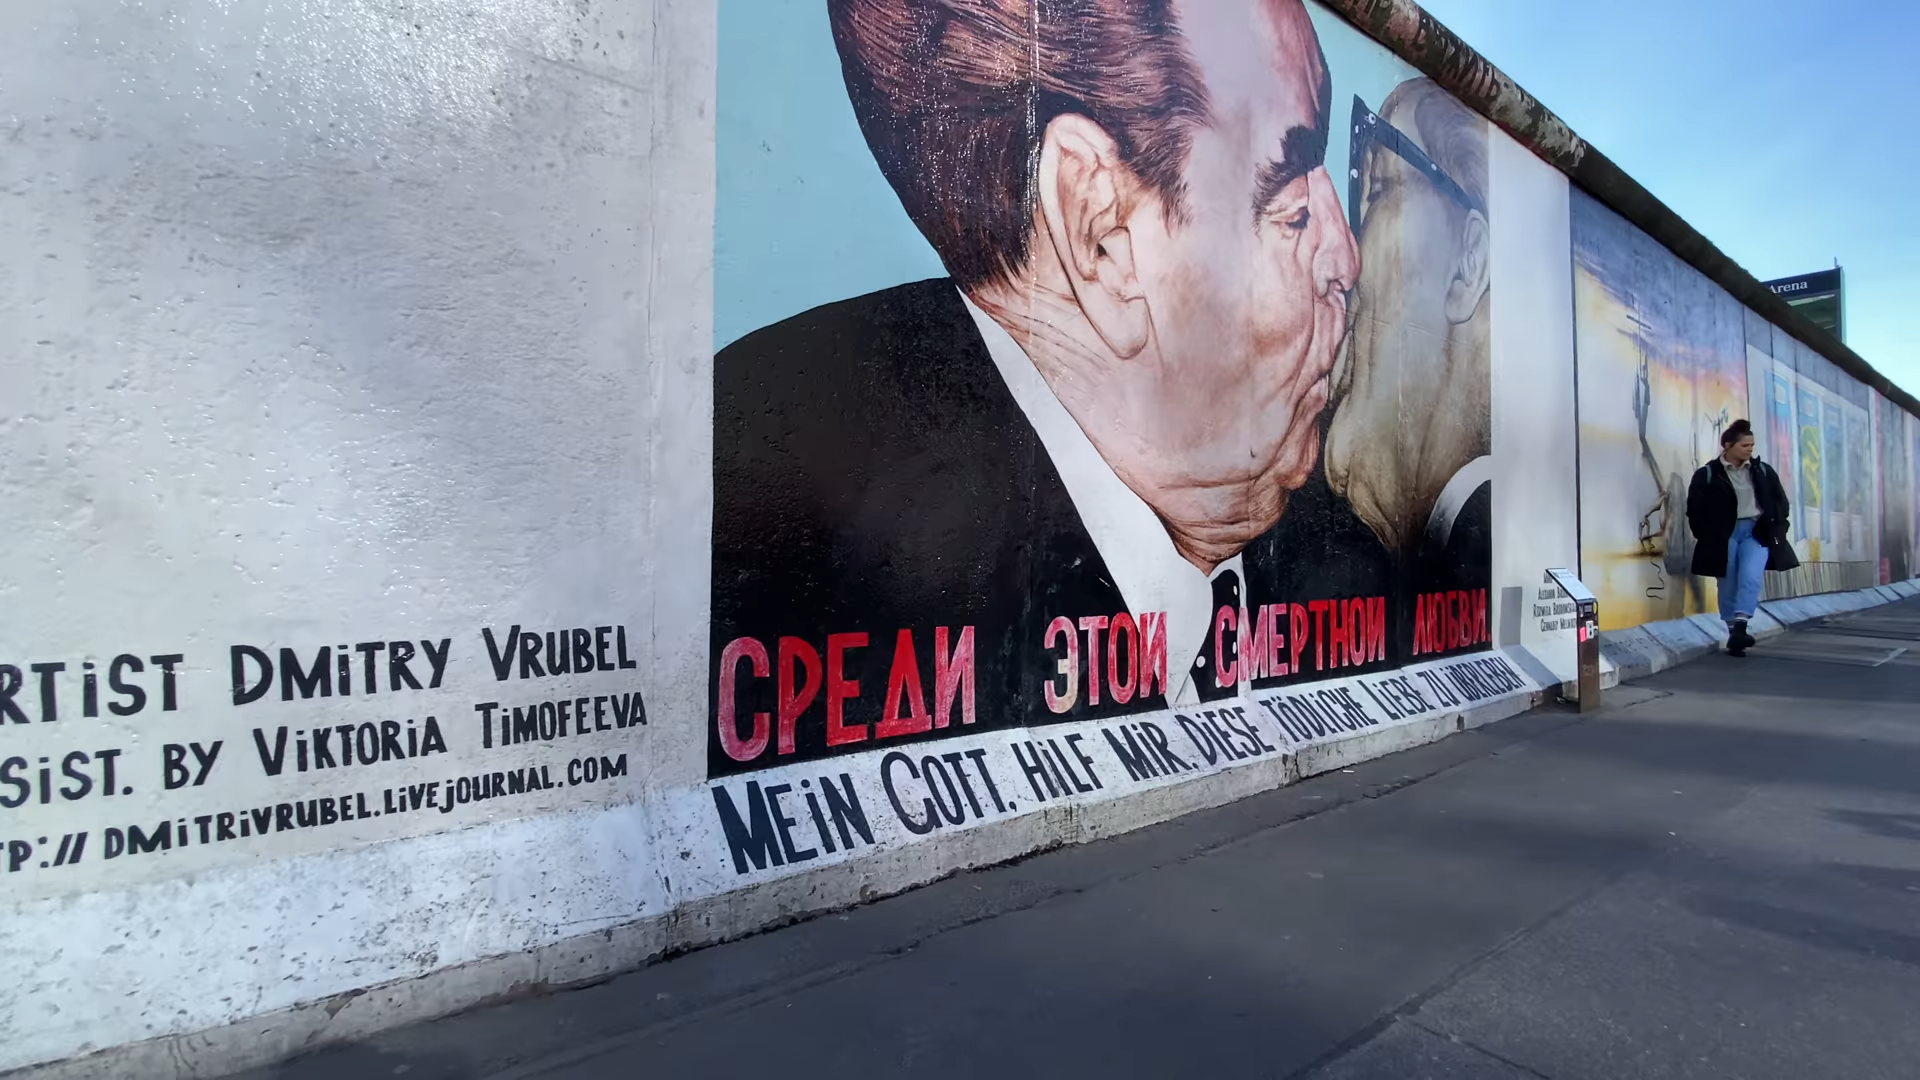 RTiST DMiTRY VRUBEL
SiST. BY ViKTORiA TiMOFEEVA
TP:// DMiTRiVRUBEL.LiVEjOURNAL.COM
СРЕДИ ЭТОЙ СМЕРТНОЙ ЛЮБВИ.
MEiN GOTT, HiLF MiR, DiESE TÖDLiCHE LiEBE ZU ÜBERLEBEN
Arena